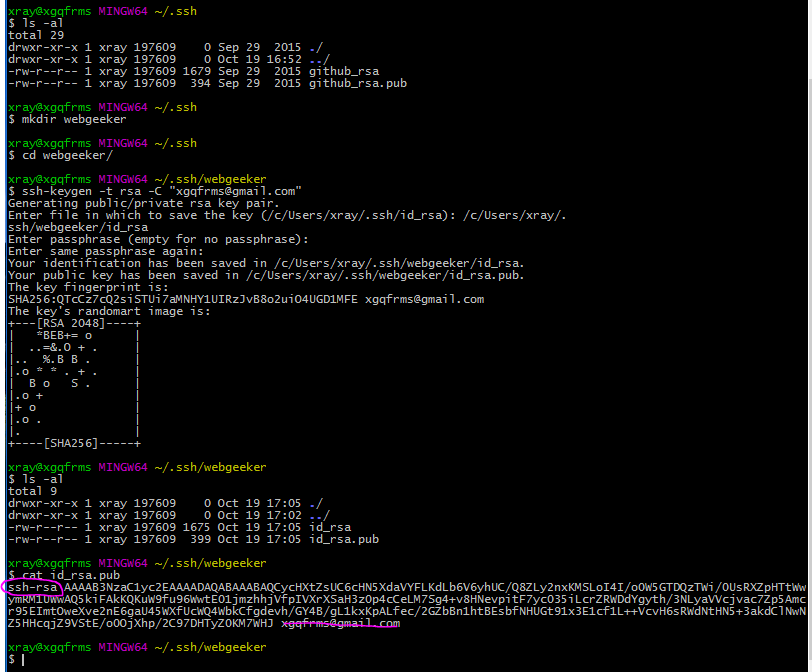 xray@xgqfrms MINGW64 ~/.ssh
$ ls -al
total 29
drwxr-xr-x 1 xray 197609    0 Sep 29  2015 ./
drwxr-xr-x 1 xray 197609    0 Oct 19 16:52 ../
-rw-r--r-- 1 xray 197609 1679 Sep 29  2015 github_rsa
-rw-r--r-- 1 xray 197609  394 Sep 29  2015 github_rsa.pub
xray@xgqfrms MINGW64 ~/.ssh
$ mkdir webgeeker
xray@xgqfrms MINGW64 ~/.ssh
$ cd webgeeker/
xray@xgqfrms MINGW64 ~/.ssh/webgeeker
$ ssh-keygen -t rsa -C "xgqfrms@gmail.com"
Generating public/private rsa key pair.
Enter file in which to save the key (/c/Users/xray/.ssh/id_rsa): /c/Users/xray/.
ssh/webgeeker/id_rsa
Enter passphrase (empty for no passphrase):
Enter same passphrase again:
Your identification has been saved in /c/Users/xray/.ssh/webgeeker/id_rsa.
Your public key has been saved in /c/Users/xray/.ssh/webgeeker/id_rsa.pub.
The key fingerprint is:
SHA256:QTcCz7cQ2siSTUi7aMNHY1UIRzJvB8o2uiO4UGD1MFE xgqfrms@gmail.com
The key's randomart image is:
+---[RSA 2048]----+
|   *BEB+= o      |
|  ..=&.O + .     |
|..  %.B B .      |
|.o * * . + .     |
|  B o   S .      |
|.o +             |
|+ o              |
|.o .             |
|.                |
+----[SHA256]-----+
xray@xgqfrms MINGW64 ~/.ssh/webgeeker
$ ls -al
total 9
drwxr-xr-x 1 xray 197609    0 Oct 19 17:05 ./
drwxr-xr-x 1 xray 197609    0 Oct 19 17:02 ../
-rw-r--r-- 1 xray 197609 1675 Oct 19 17:05 id_rsa
-rw-r--r-- 1 xray 197609  399 Oct 19 17:05 id_rsa.pub
xray@xgqfrms MINGW64 ~/.ssh/webgeeker
$ cat id_rsa.pub
ssh-rsa AAAAB3NzaC1yc2EAAAADAQABAAABAQCycHXtZsUC6cHN5XdaVYFLKdLb6V6yhUC/Q8ZLy2nxKMSLoI4I/oOW5GTDQzTWi/OUsRXZpHTtWw
ymRM1UwwAQ5kiFAkKQKuW9fu96WwtEO1jmzhhjVfpIVXrXSaH3zOp4cCeLM7Sg4+v8HNevpitF7ycO35iLcrZRWDdYgyth/3NLyaVVcjvac7Zp5Amc
r95EImtOweXve2nE6gaU45WXfUcWQ4WbkCfgdevh/GY4B/gL1kxKpALfec/2GZbBn1htBEsbfNHUGt91x3E1cf1L++VcvH6sRWdNtHN5+3akdClNwN
Z5HHcqjZ9VStE/oOOjXhp/2C97DHTyZOKM7WHJ xgqfrms@gmail.com
xray@xgqfrms MINGW64 ~/.ssh/webgeeker
$